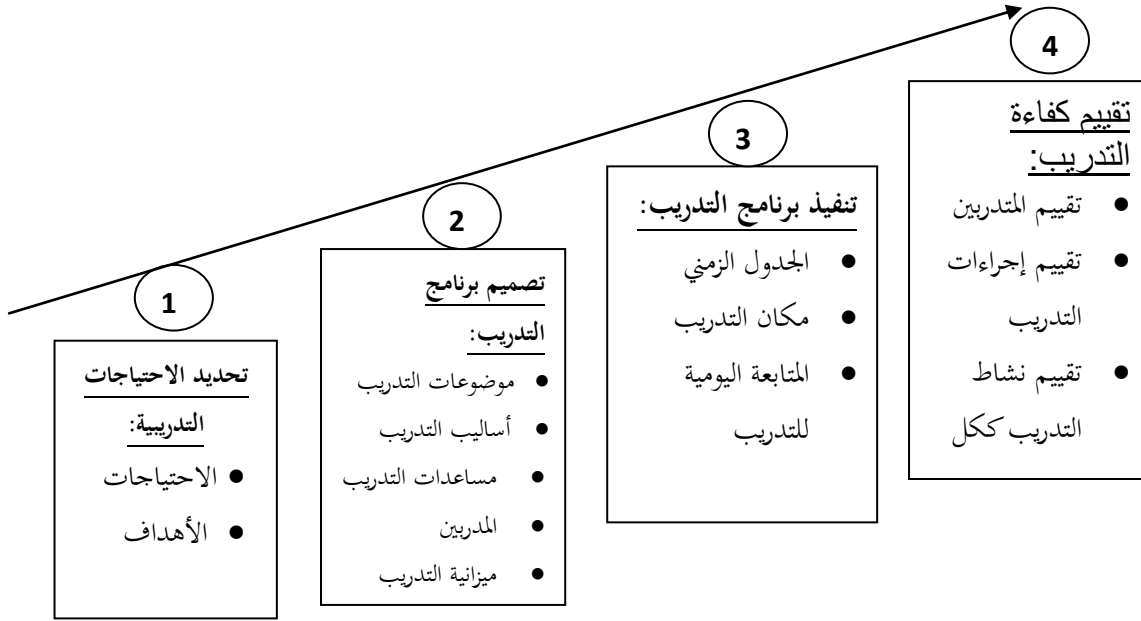 1
تحديد الاحتياجات
التدريبية:
● الاحتياجات
● الأهداف
2
تصميم برنامج
التدريب:
● موضوعات التدريب
● أساليب التدريب
● مساعدات التدريب
● المدربين
● ميزانية التدريب
3
تنفيذ برنامج التدريب:
● الجدول الزمني
● مكان التدريب
● المتابعة اليومية
للتدريب
4
تقييم كفاءة
التدريب:
● تقييم المتدربين
● تقييم إجراءات
التدريب
● تقييم نشاط
التدريب ككل